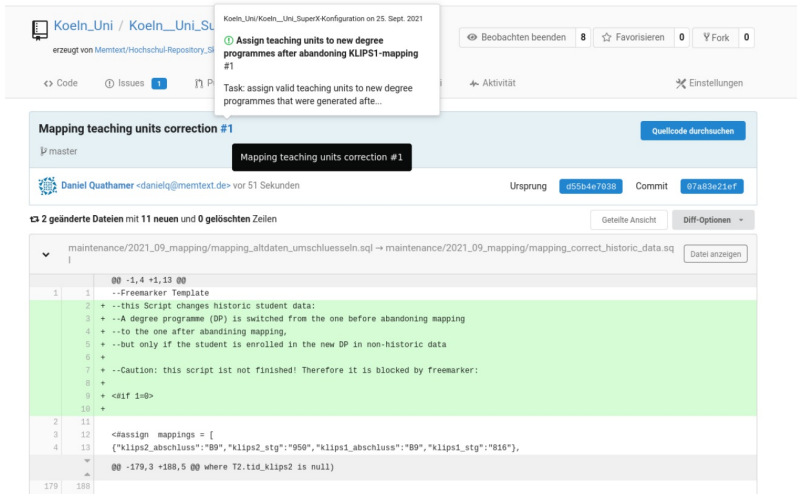 Koeln_Uni / Koeln__Uni_Su
erzeugt von Memtext/Hochschul-Repository_Sk
Koeln_Uni/Koeln__Uni_SuperX-Konfiguration on 25. Sept. 2021
Assign teaching units to new degree
programmes after abandoning KLIPS1-mapping
#1
Task: assign valid teaching units to new degree
programmes that were generated afte...
Beobachten beenden 8 Favorisieren 0 Fork 0
Code Issues 1 Aktivität Einstellungen
Mapping teaching units correction #1 Quellcode durchsuchen
master
Mapping teaching units correction #1
Daniel Quathamer <danielq@memtext.de> vor 51 Sekunden Ursprung d55b4e7038 Commit 07a83e21ef
2 geänderte Dateien mit 11 neuen und 0 gelöschten Zeilen Geteilte Ansicht Diff-Optionen
maintenance/2021_09_mapping/mapping_altdaten_umschluesseln.sql → maintenance/2021_09_mapping/mapping_correct_historic_data.sq
l Datei anzeigen
@@ -1,4 +1,13 @@
1 1 --Freemarker Template
2 + --this Script changes historic student data:
3 + --A degree programme (DP) is switched from the one before abandoning mapping
4 + --to the one after abandining mapping,
5 + --but only if the student is enrolled in the new DP in non-historic data
6 +
7 + --Caution: this script ist not finished! Therefore it is blocked by freemarker:
8 +
9 + <#if 1=0>
10 +
2 11
3 12 <#assign mappings = [
4 13 {"klips2_abschluss":"B9","klips2_stg":"950","klips1_abschluss":"B9","klips1_stg":"816"},
@@ -179,3 +188,5 @@ where T2.tid_klips2 is null)
179 188